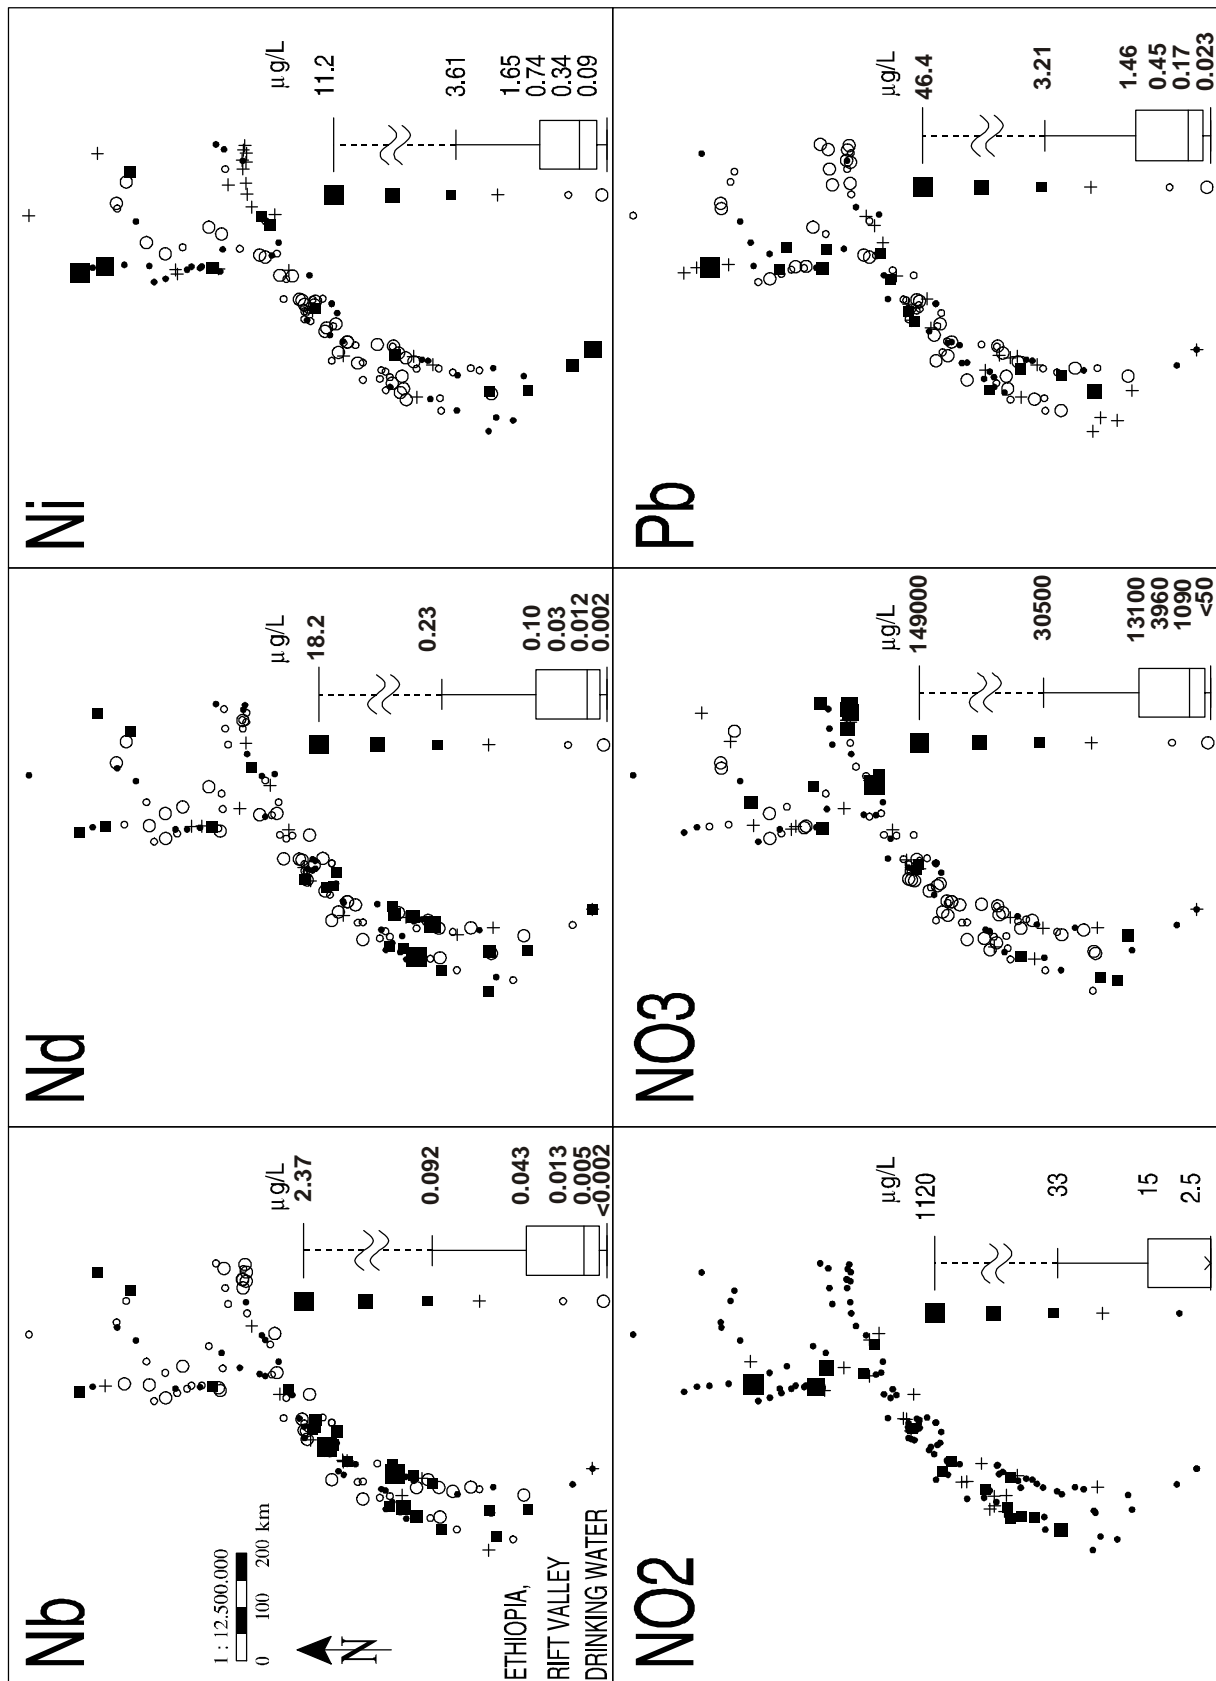 Nb
1 : 12.500.000
0 100 200 km
N
ETHIOPIA,
RIFT VALLEY
DRINKING WATER
µg/L
2.37
0.092
0.043
0.013
0.005
<0.002
Nd
µg/L
18.2
0.23
0.10
0.03
0.012
0.002
Ni
µg/L
11.2
3.61
1.65
0.74
0.34
0.09
NO2
µg/L
1120
33
15
2.5
NO3
µg/L
149000
30500
13100
3960
1090
<50
Pb
µg/L
46.4
3.21
1.46
0.45
0.17
0.023